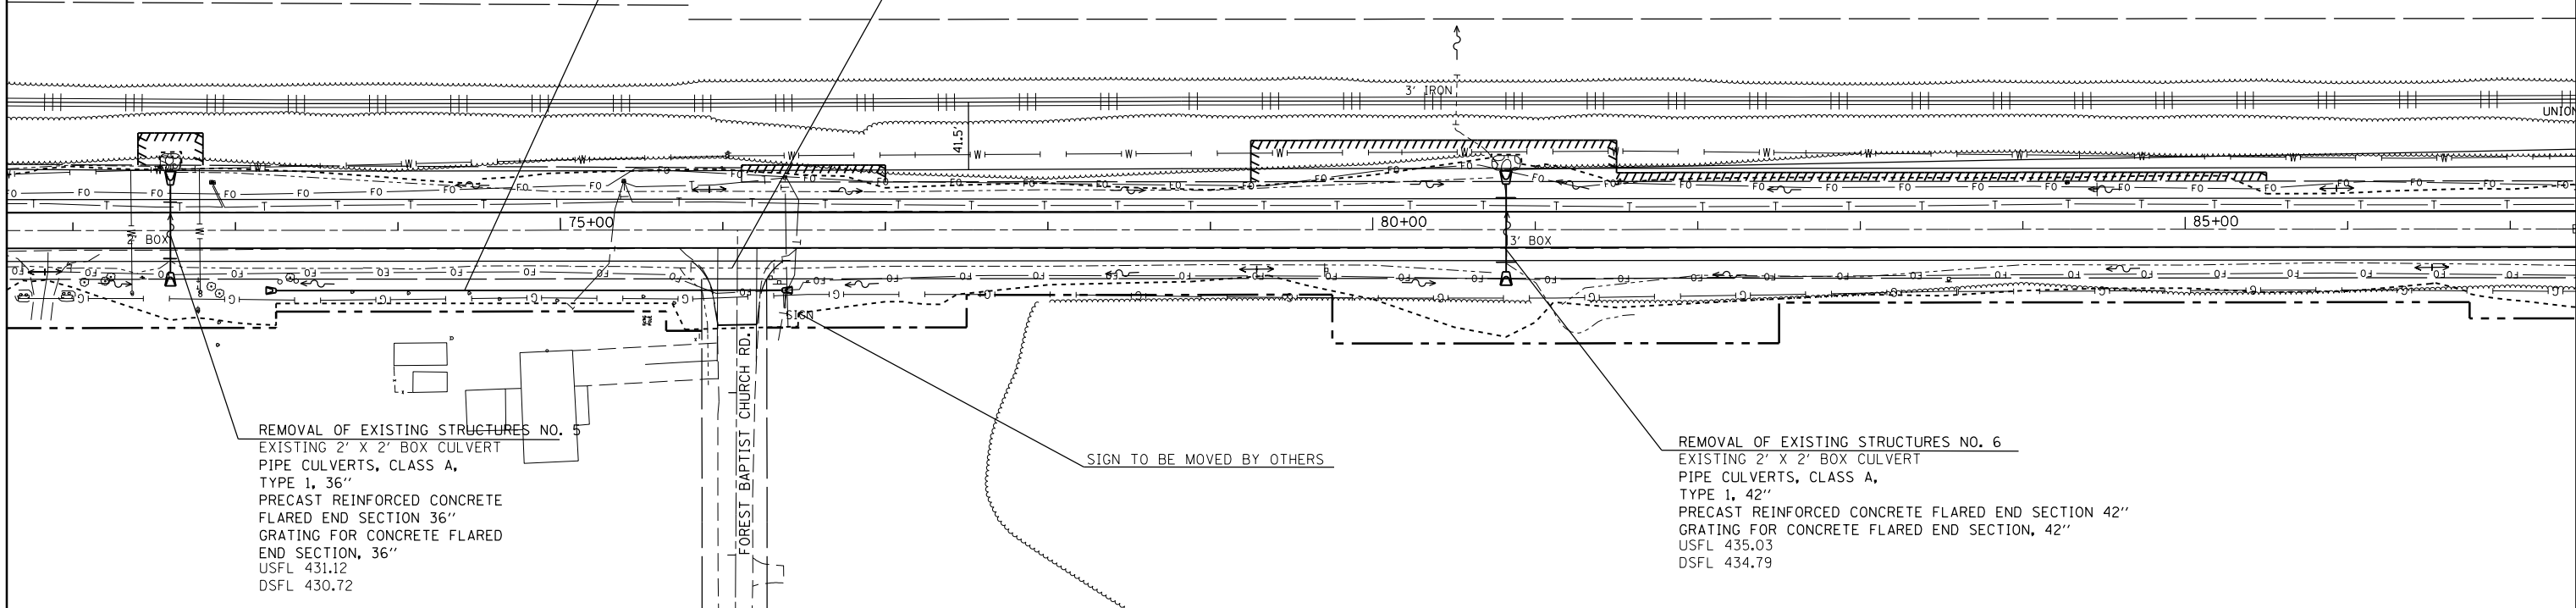 3' IRON
UNION
41.5'
75+00
80+00
85+00
2' BOX
3' BOX
SIGN
FOREST BAPTIST CHURCH RD.
REMOVAL OF EXISTING STRUCTURES NO. 5
EXISTING 2' X 2' BOX CULVERT
PIPE CULVERTS, CLASS A,
TYPE 1, 36"
PRECAST REINFORCED CONCRETE
FLARED END SECTION 36"
GRATING FOR CONCRETE FLARED
END SECTION, 36"
USFL 431.12
DSFL 430.72
SIGN TO BE MOVED BY OTHERS
REMOVAL OF EXISTING STRUCTURES NO. 6
EXISTING 2' X 2' BOX CULVERT
PIPE CULVERTS, CLASS A,
TYPE 1, 42"
PRECAST REINFORCED CONCRETE FLARED END SECTION 42"
GRATING FOR CONCRETE FLARED END SECTION, 42"
USFL 435.03
DSFL 434.79